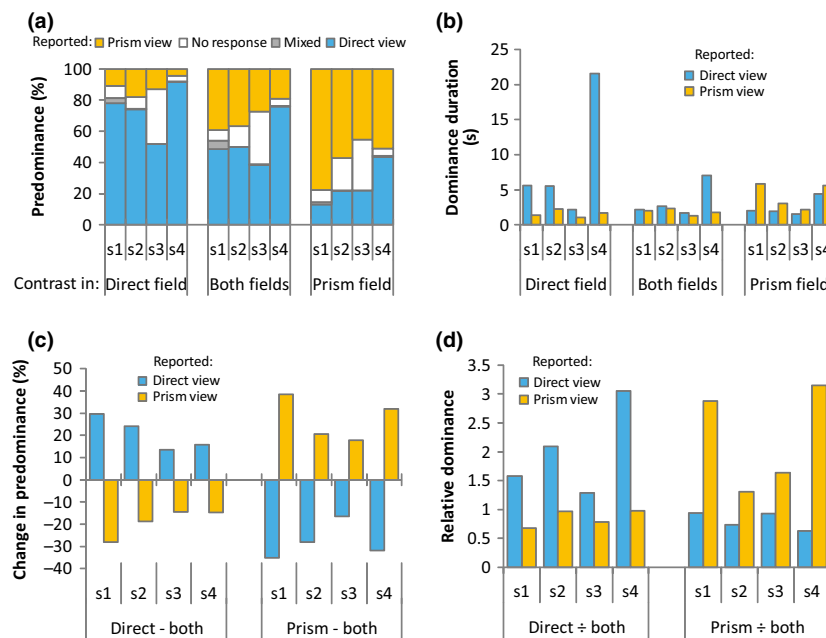 (a)
Reported: Prism view No response Mixed Direct view
Predominance (%)
100
80
60
40
20
0
s1 s2 s3 s4 s1 s2 s3 s4 s1 s2 s3 s4
Contrast in: Direct field Both fields Prism field
(b)
Reported:
Direct view
Prism view
Dominance duration
(s)
25
20
15
10
5
0
s1 s2 s3 s4 s1 s2 s3 s4 s1 s2 s3 s4
Direct field Both fields Prism field
(c)
Reported:
Direct view
Prism view
Change in predominance (%)
50
40
30
20
10
0
−10
−20
−30
−40
s1 s2 s3 s4 s1 s2 s3 s4
Direct - both Prism - both
(d)
Reported:
Direct view
Prism view
Relative dominance
3.5
3
2.5
2
1.5
1
0.5
0
s1 s2 s3 s4 s1 s2 s3 s4
Direct ÷ both Prism ÷ both